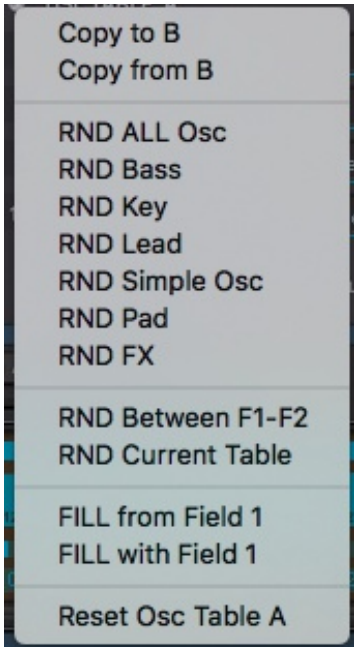 Copy to B
Copy from B
RND ALL Osc
RND Bass
RND Key
RND Lead
RND Simple Osc
RND Pad
RND FX
RND Between F1-F2
RND Current Table
FILL from Field 1
FILL with Field 1
Reset Osc Table A